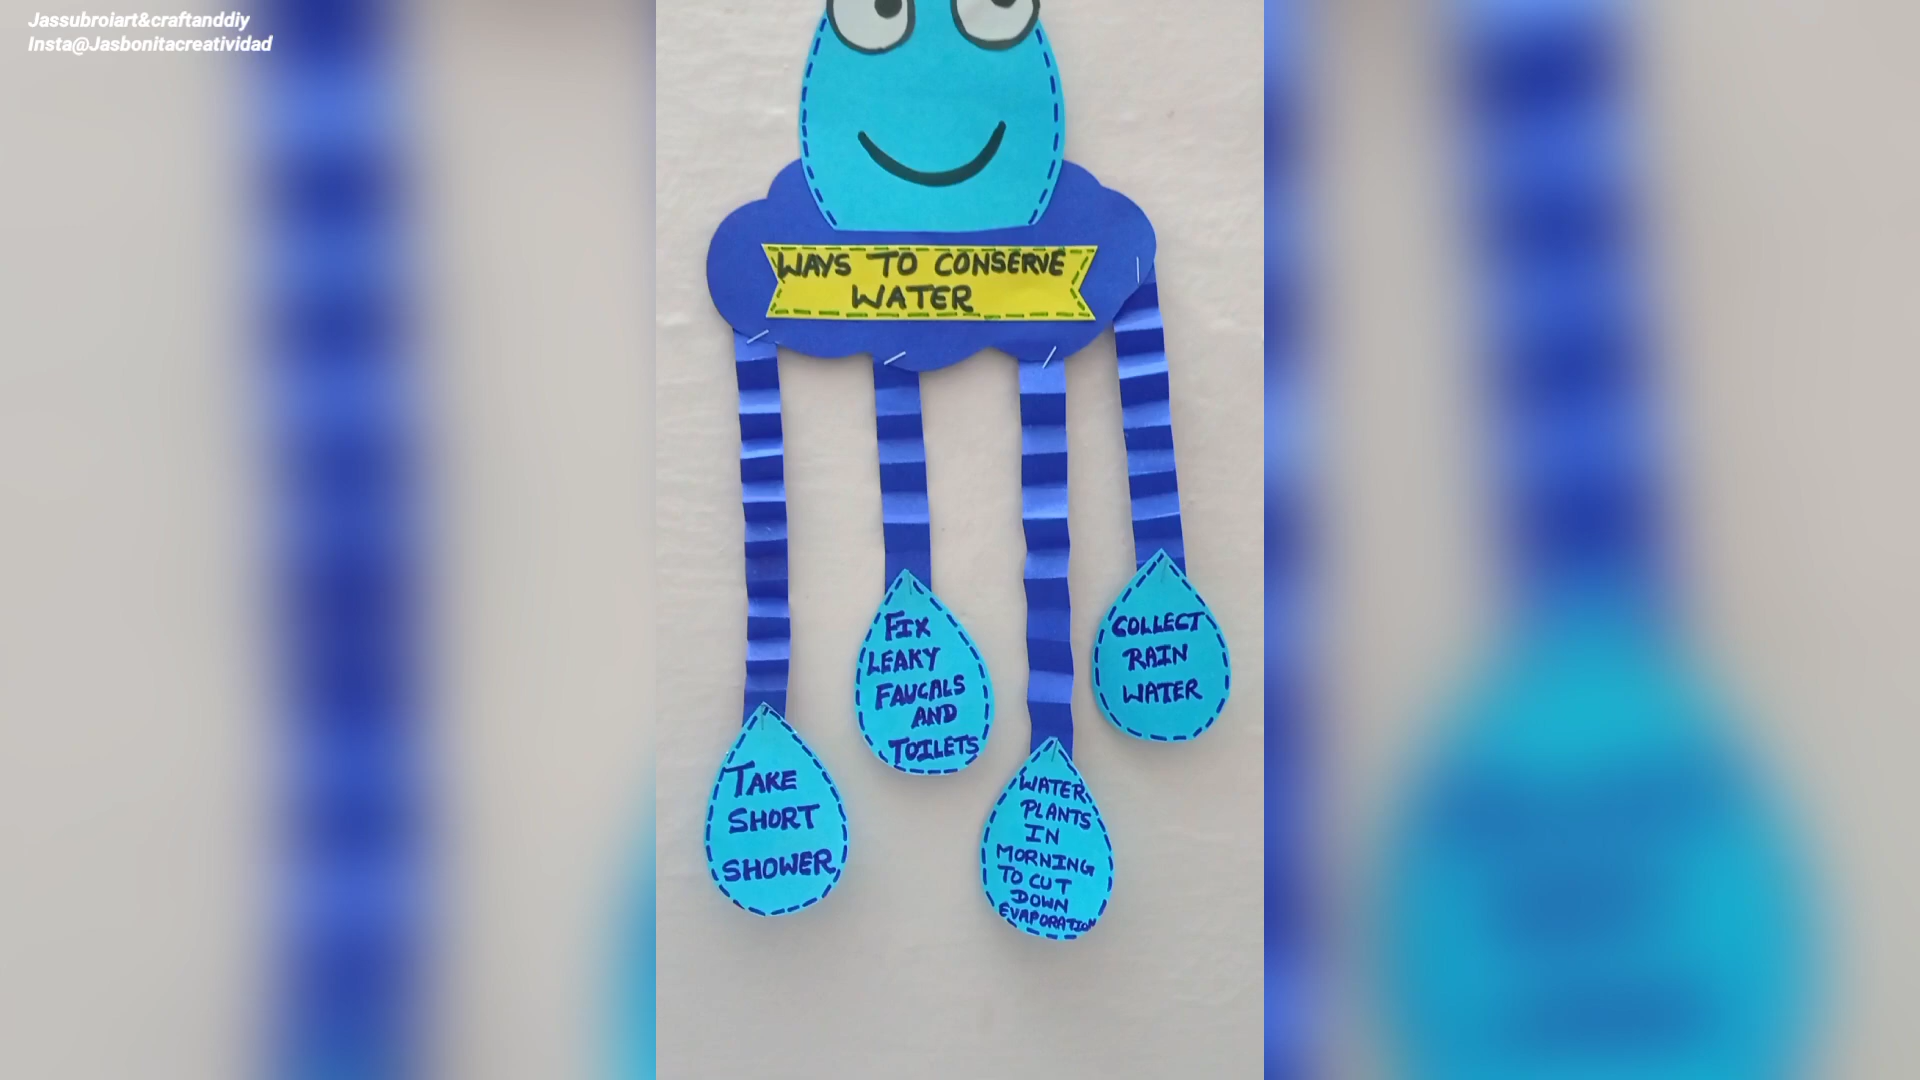 Jassubroiart&craftanddiy
Insta@Jasbonitacreatividad
WAYS TO CONSERVE
WATER
TAKE
SHORT
SHOWER
FIX
LEAKY
FAUCALS
AND
TOILETS
WATER
PLANTS
IN
MORNING
TO CUT
DOWN
EVAPORATION
COLLECT
RAIN
WATER